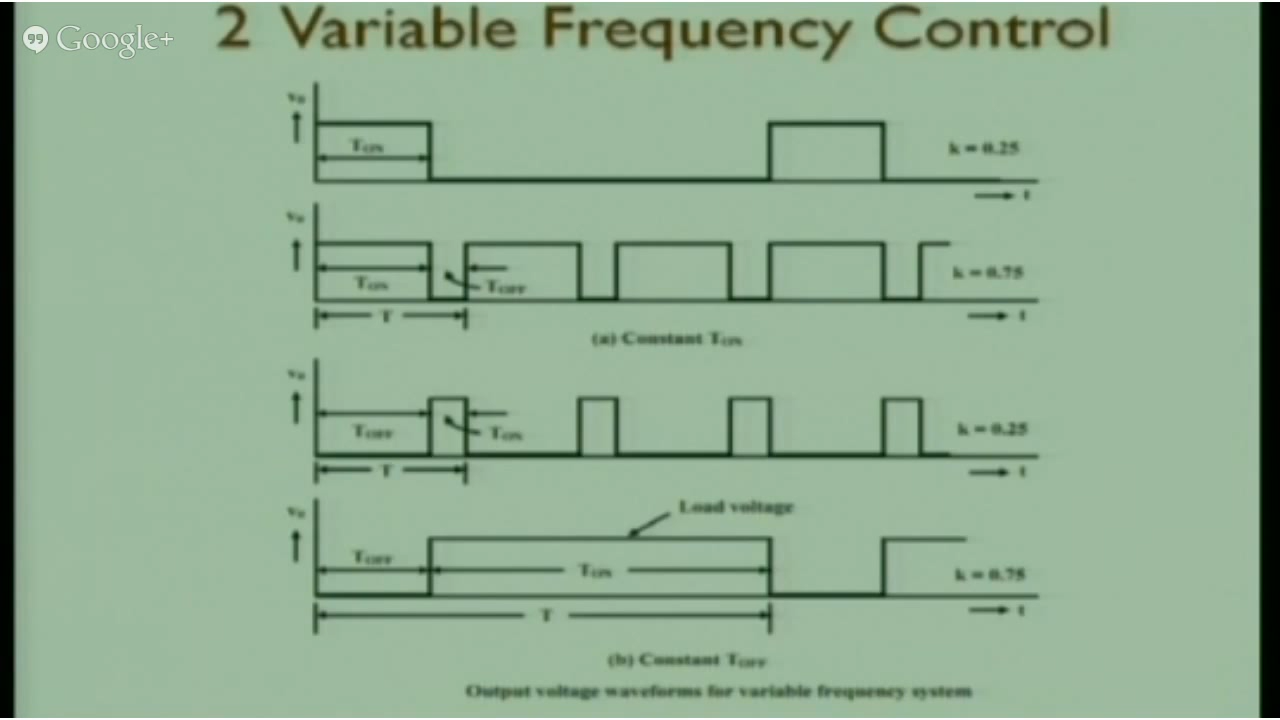 Google+
2 Variable Frequency Control
v₀
T_ON
k = 0.25
t
v₀
T_ON
T_OFF
k = 0.75
T
t
(a) Constant T_ON
v₀
T_OFF
T_ON
k = 0.25
T
t
Load voltage
v₀
T_OFF
T_ON
k = 0.75
T
t
(b) Constant T_OFF
Output voltage waveforms for variable frequency system